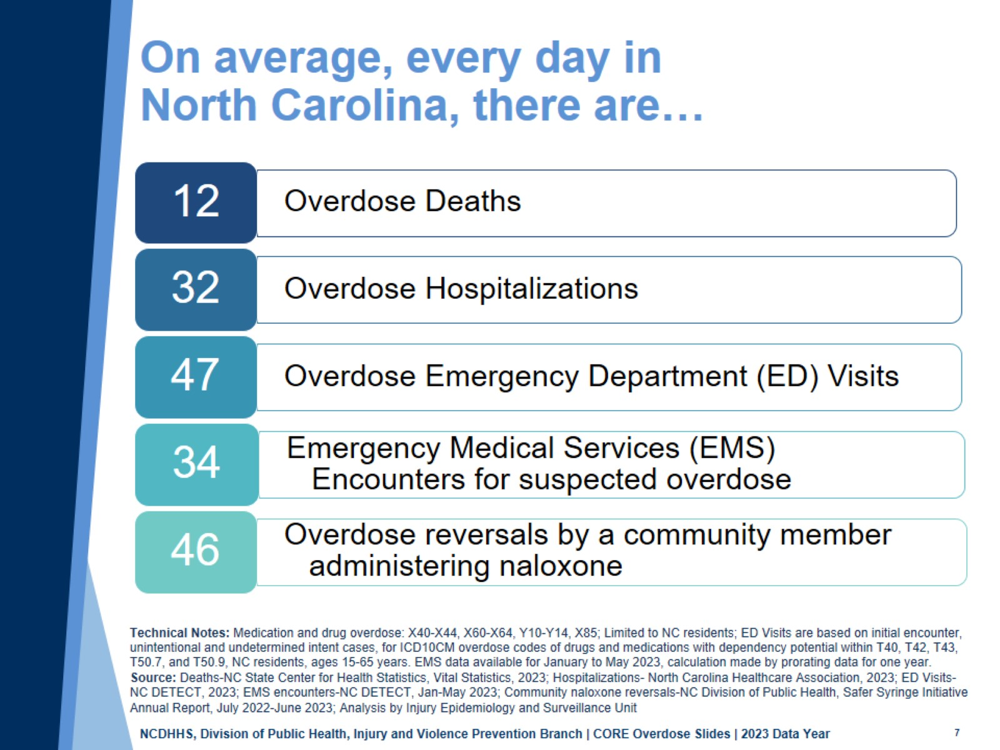 On average, every day in
North Carolina, there are…
12
Overdose Deaths
32
Overdose Hospitalizations
47
Overdose Emergency Department (ED) Visits
34
Emergency Medical Services (EMS)
Encounters for suspected overdose
46
Overdose reversals by a community member
administering naloxone
Technical Notes: Medication and drug overdose: X40-X44, X60-X64, Y10-Y14, X85; Limited to NC residents; ED Visits are based on initial encounter,
unintentional and undetermined intent cases, for ICD10CM overdose codes of drugs and medications with dependency potential within T40, T42, T43,
T50.7, and T50.9, NC residents, ages 15-65 years. EMS data available for January to May 2023, calculation made by prorating data for one year.
Source: Deaths-NC State Center for Health Statistics, Vital Statistics, 2023; Hospitalizations- North Carolina Healthcare Association, 2023; ED Visits-
NC DETECT, 2023; EMS encounters-NC DETECT, Jan-May 2023; Community naloxone reversals-NC Division of Public Health, Safer Syringe Initiative
Annual Report, July 2022-June 2023; Analysis by Injury Epidemiology and Surveillance Unit
NCDHHS, Division of Public Health, Injury and Violence Prevention Branch | CORE Overdose Slides | 2023 Data Year
7